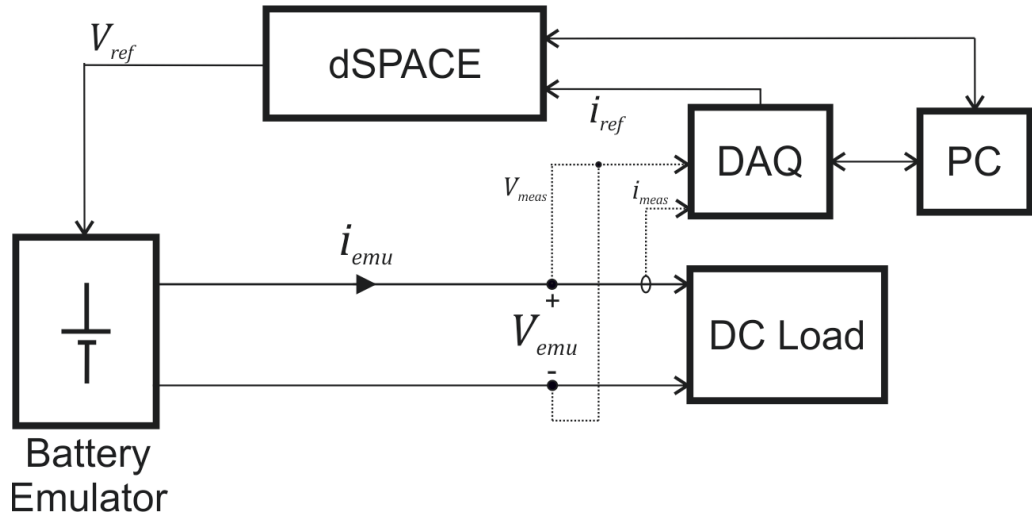 V_ref
dSPACE
i_ref
DAQ
PC
V_meas
i_meas
i_emu
+
V_emu
-
DC Load
Battery
Emulator